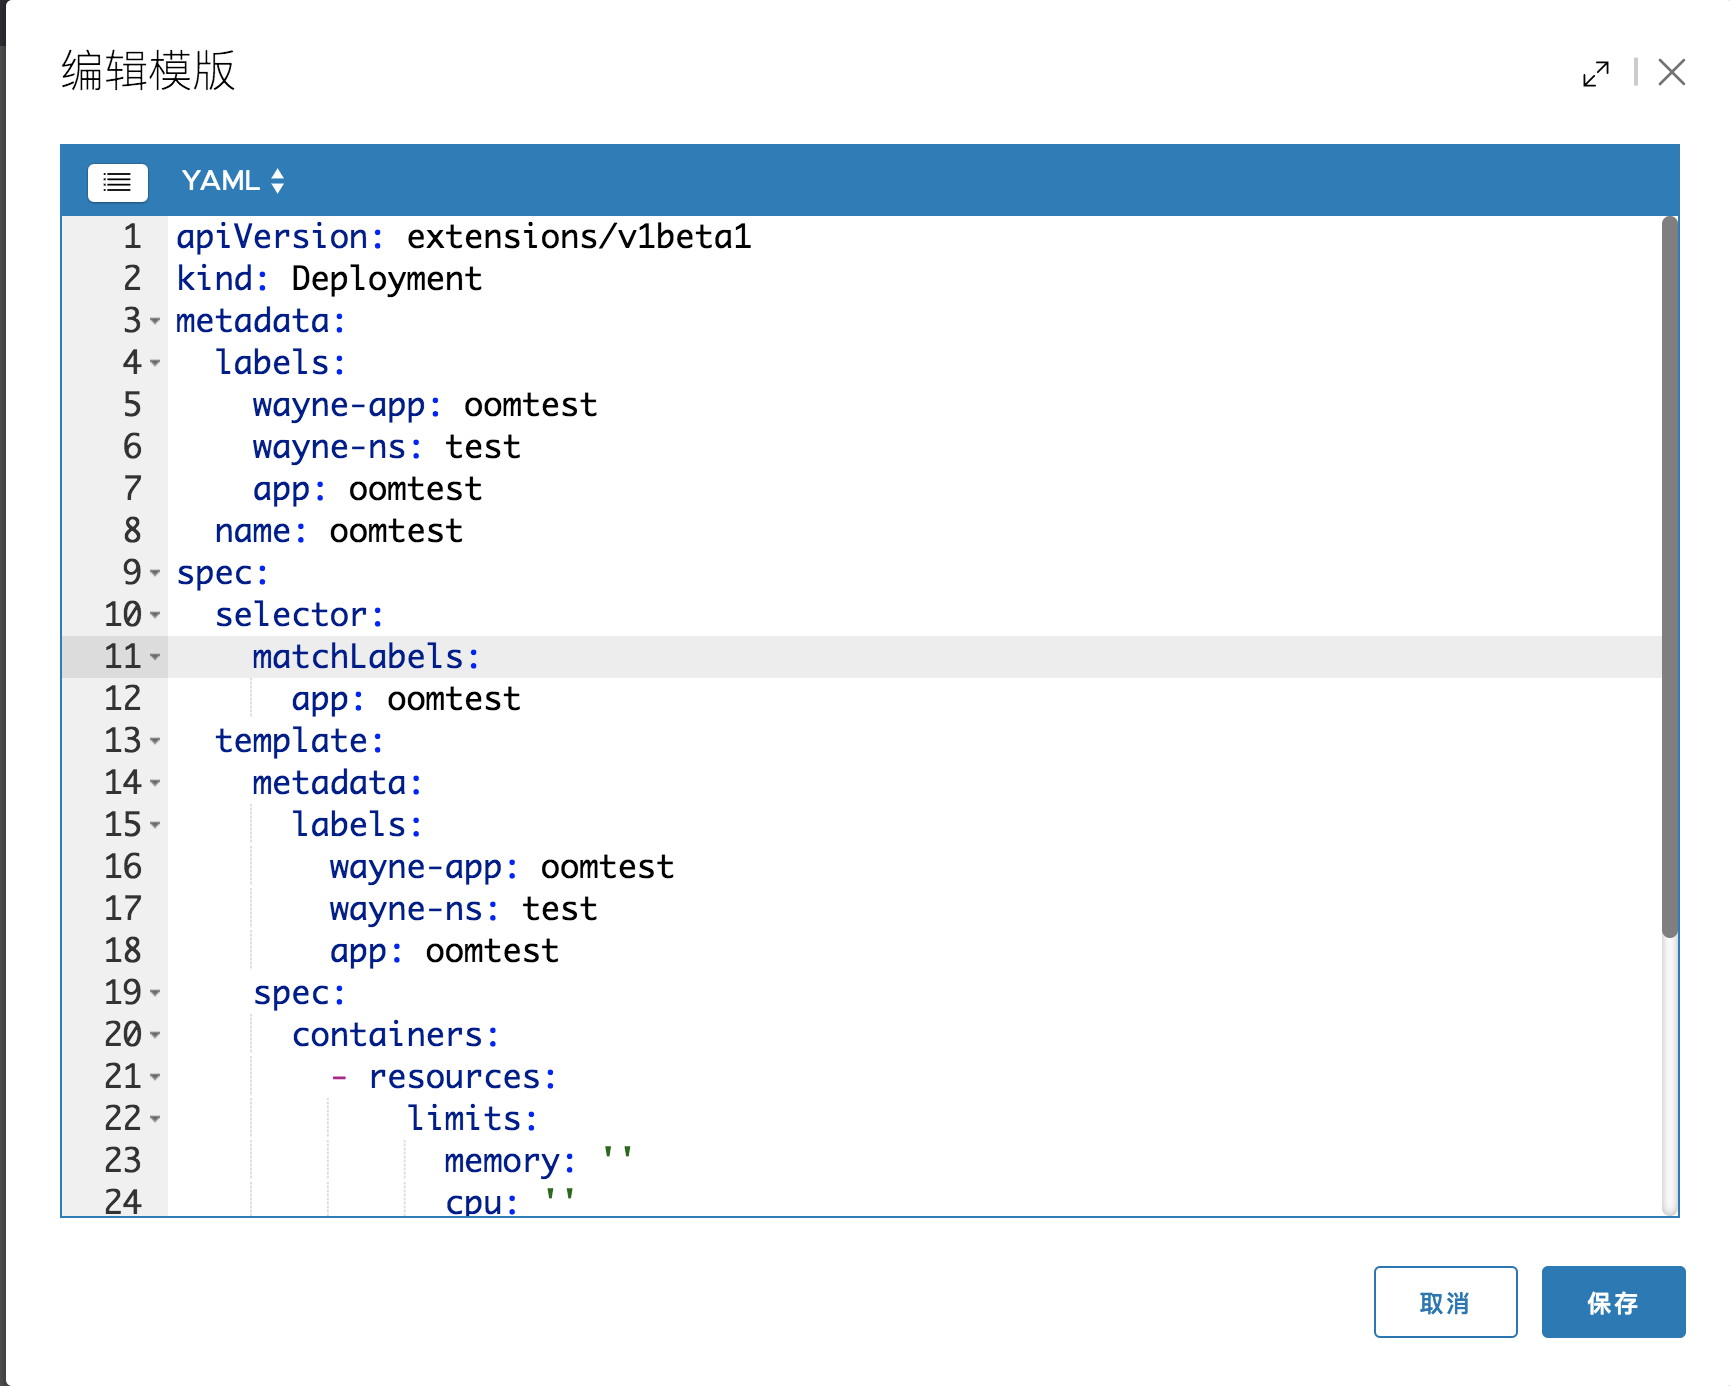 编辑模版
YAML
1 apiVersion: extensions/v1beta1
2 kind: Deployment
3 metadata:
4   labels:
5     wayne-app: oomtest
6     wayne-ns: test
7     app: oomtest
8   name: oomtest
9 spec:
10   selector:
11     matchLabels:
12       app: oomtest
13   template:
14     metadata:
15       labels:
16         wayne-app: oomtest
17         wayne-ns: test
18         app: oomtest
19     spec:
20       containers:
21         - resources:
22             limits:
23               memory: ''
24               cpu: ''
取消 保存